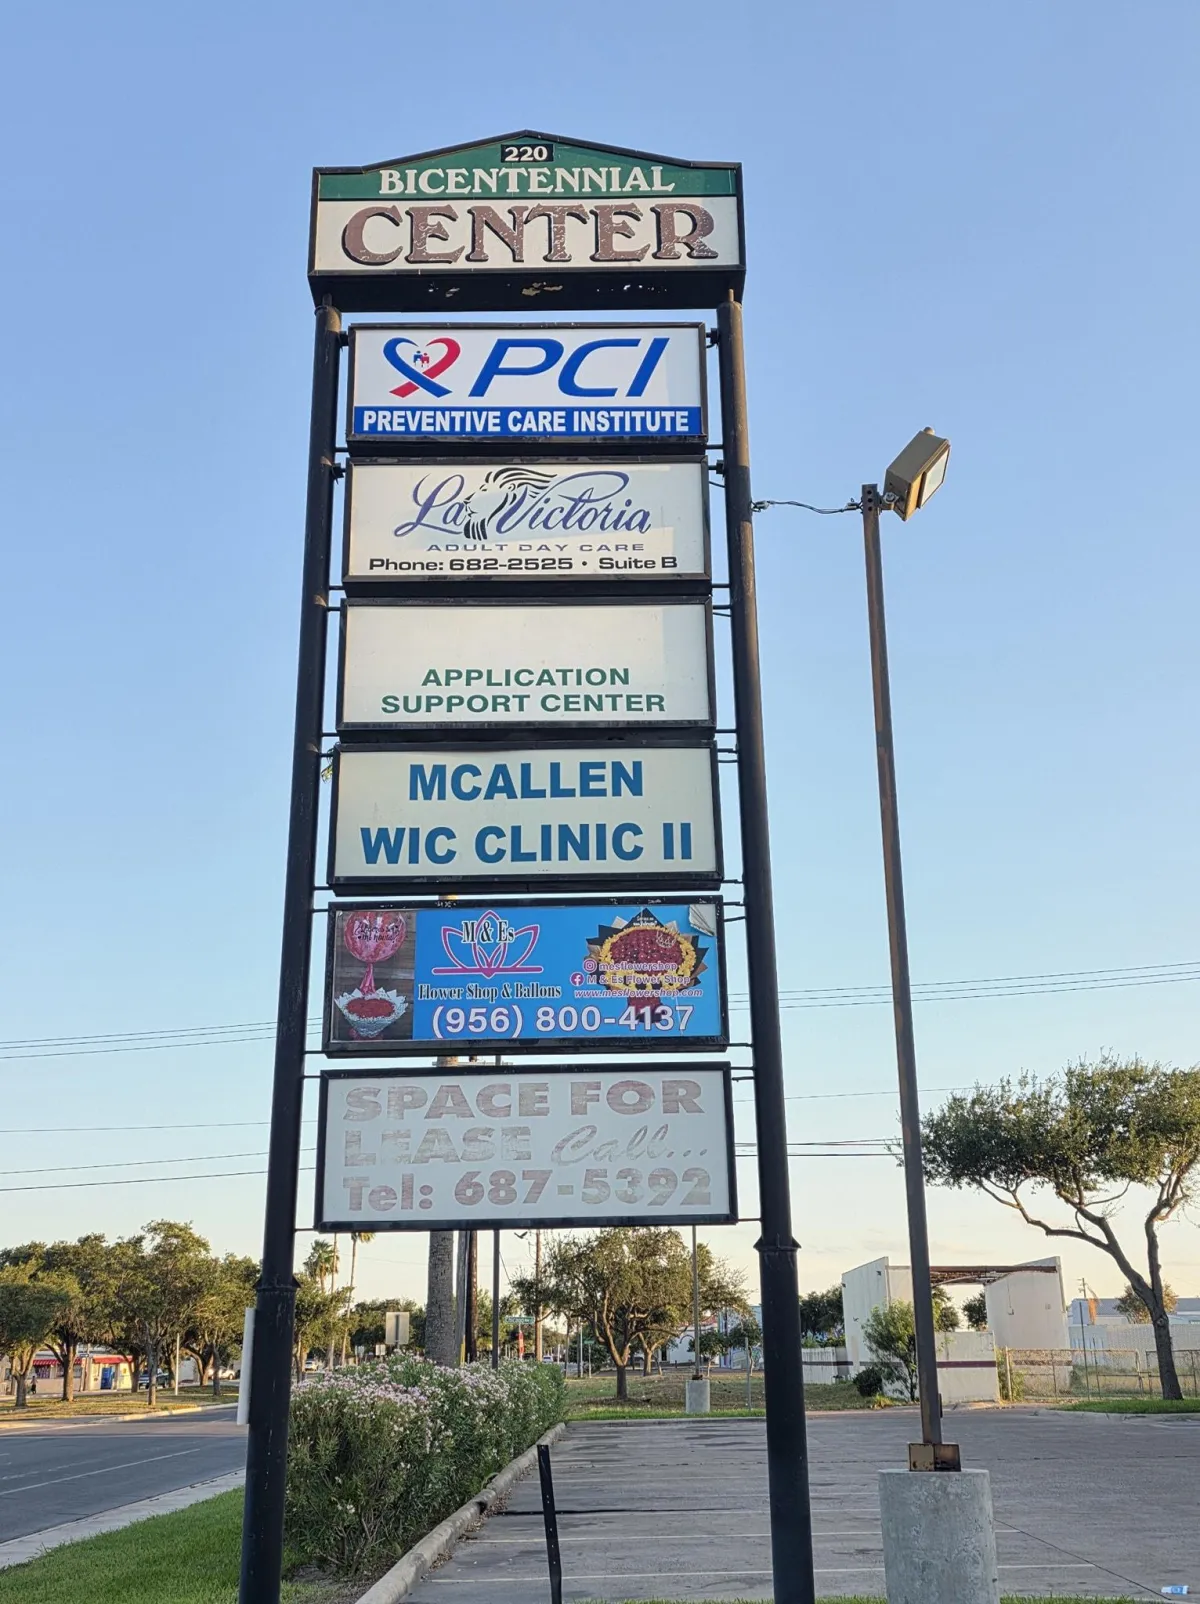 220
BICENTENNIAL
CENTER
PCI
PREVENTIVE CARE INSTITUTE
La Victoria
ADULT DAY CARE
Phone: 682-2525 • Suite B
APPLICATION
SUPPORT CENTER
MCALLEN
WIC CLINIC II
M & Es
Flower Shop & Ballons
mesflowershop
M & Es Flower Shop
www.mesflowershop.com
(956) 800-4137
SPACE FOR
LEASE Call...
Tel: 687-5392